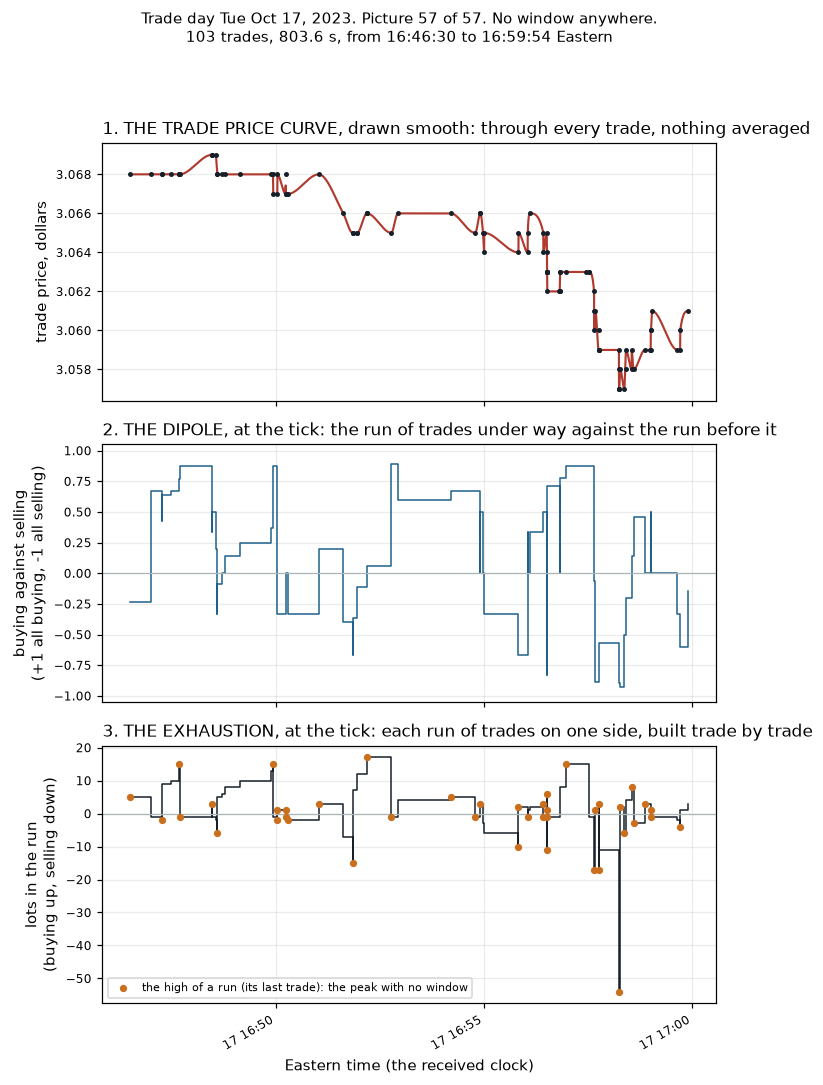 Trade day Tue Oct 17, 2023. Picture 57 of 57. No window anywhere.
103 trades, 803.6 s, from 16:46:30 to 16:59:54 Eastern
1. THE TRADE PRICE CURVE, drawn smooth: through every trade, nothing averaged
trade price, dollars
3.068
3.066
3.064
3.062
3.060
3.058
2. THE DIPOLE, at the tick: the run of trades under way against the run before it
buying against selling
(+1 all buying, -1 all selling)
1.00
0.75
0.50
0.25
0.00
−0.25
−0.50
−0.75
−1.00
3. THE EXHAUSTION, at the tick: each run of trades on one side, built trade by trade
lots in the run
(buying up, selling down)
20
10
0
−10
−20
−30
−40
−50
the high of a run (its last trade): the peak with no window
17 16:50
17 16:55
17 17:00
Eastern time (the received clock)